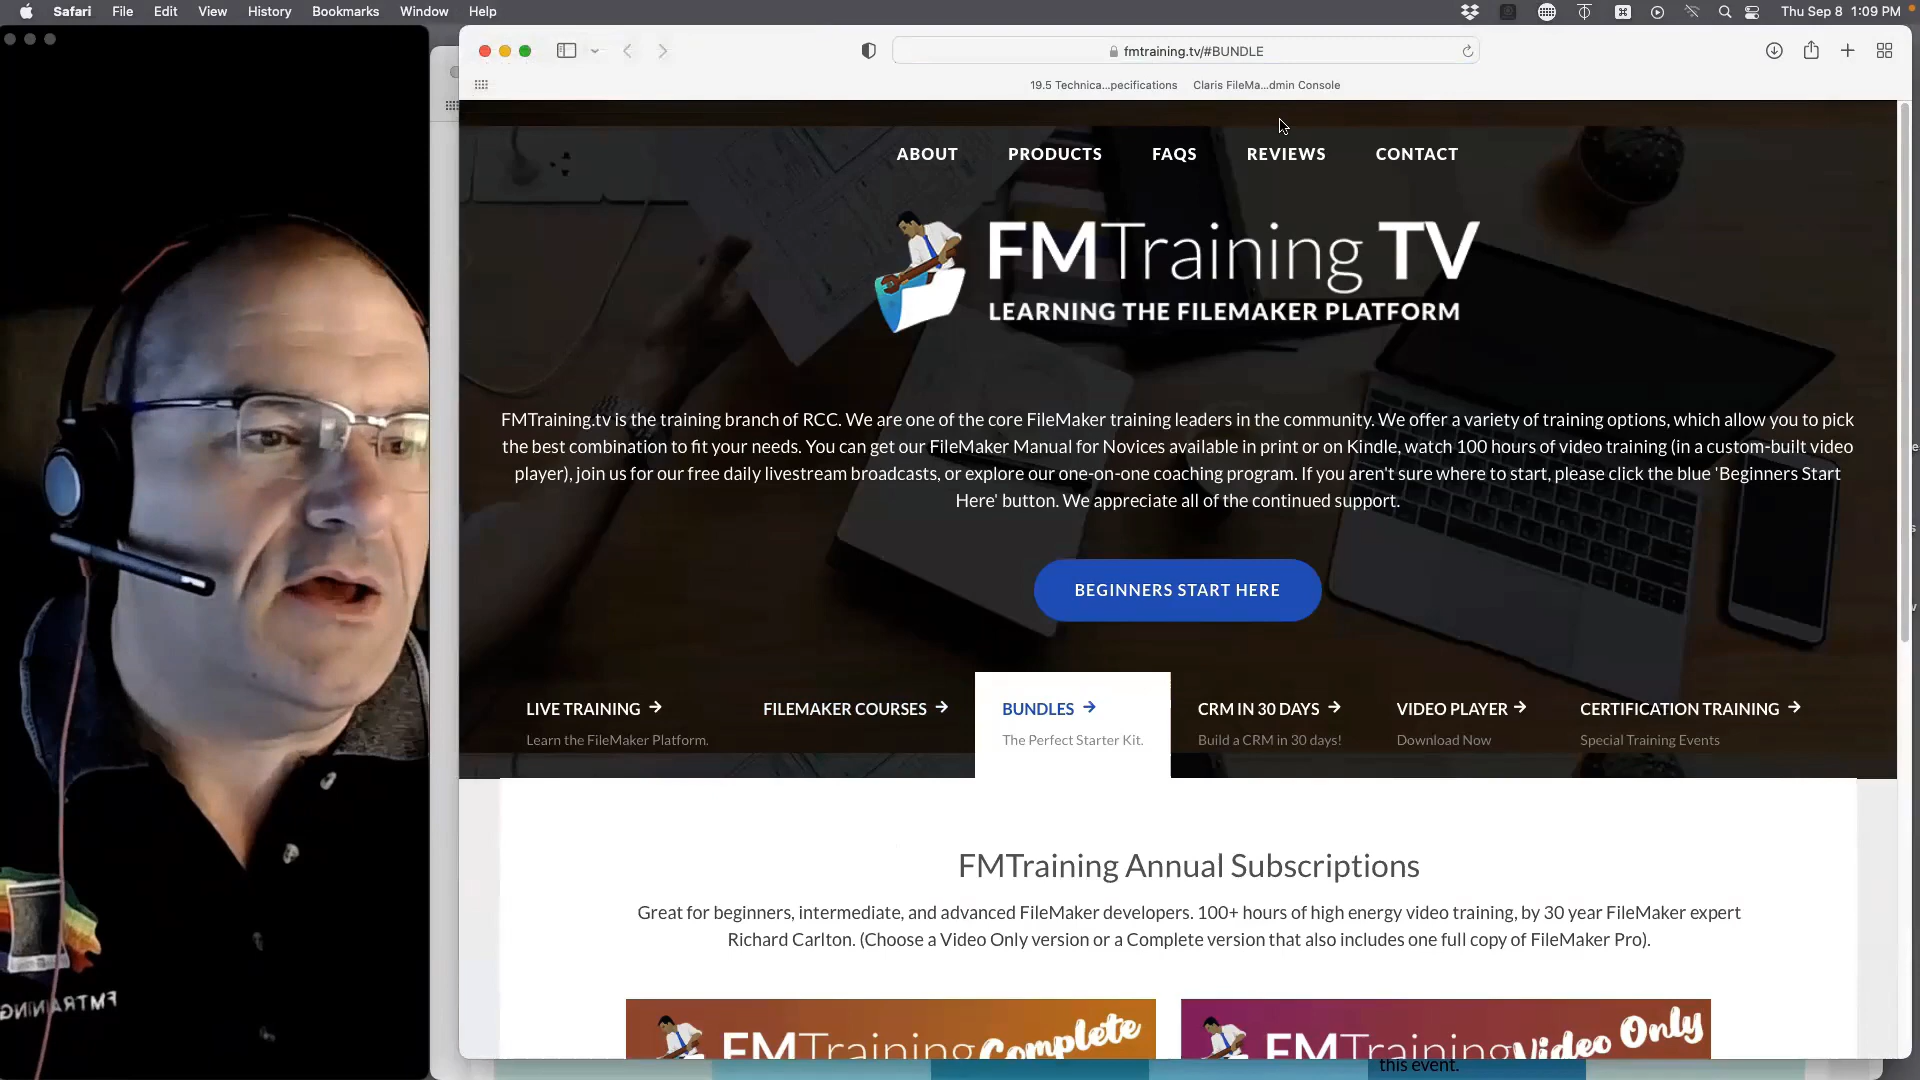 Safari File Edit View History Bookmarks Window Help
Thu Sep 8 1:09 PM
fmtraining.tv/#BUNDLE
19.5 Technica...pecifications Claris FileMa...dmin Console
ABOUT PRODUCTS FAQS REVIEWS CONTACT
FMTraining TV
LEARNING THE FILEMAKER PLATFORM
FMTraining.tv is the training branch of RCC. We are one of the core FileMaker training leaders in the community. We offer a variety of training options, which allow you to pick
the best combination to fit your needs. You can get our FileMaker Manual for Novices available in print or on Kindle, watch 100 hours of video training (in a custom-built video
player), join us for our free daily livestream broadcasts, or explore our one-on-one coaching program. If you aren't sure where to start, please click the blue 'Beginners Start
Here' button. We appreciate all of the continued support.
BEGINNERS START HERE
LIVE TRAINING → FILEMAKER COURSES → BUNDLES → CRM IN 30 DAYS → VIDEO PLAYER → CERTIFICATION TRAINING →
Learn the FileMaker Platform. The Perfect Starter Kit. Build a CRM in 30 days! Download Now Special Training Events
FMTraining Annual Subscriptions
Great for beginners, intermediate, and advanced FileMaker developers. 100+ hours of high energy video training, by 30 year FileMaker expert
Richard Carlton. (Choose a Video Only version or a Complete version that also includes one full copy of FileMaker Pro).
FMTraining Complete FMTraining Video Only
this event.
FMTRAINING